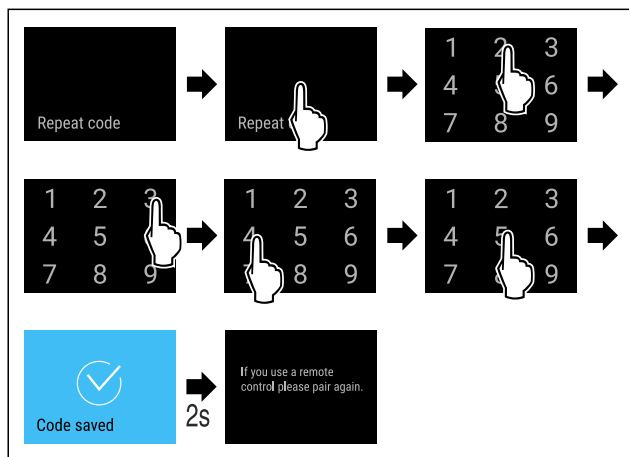 Repeat code
Repeat
1 2 3
4 6
7 8 9
1 2 3
4 5
7 8 9
1 2 3
4 5 6
8 9
1 2 3
4 5 6
7 9
Code saved
2s
If you use a remote
control please pair again.